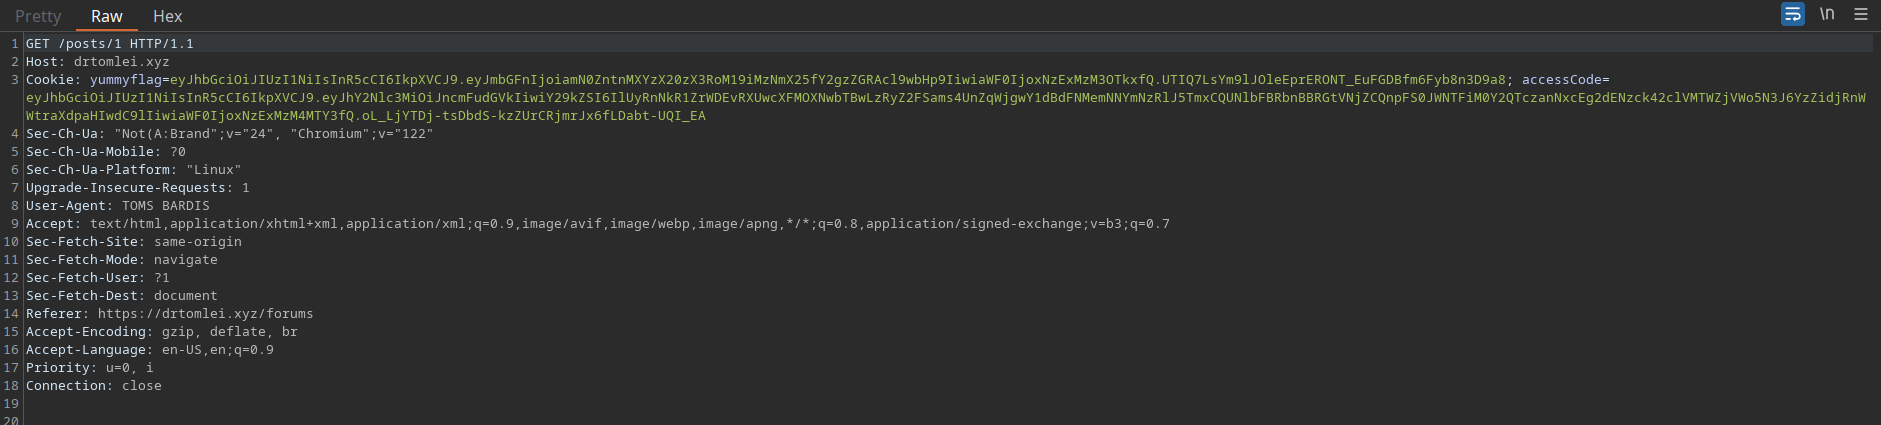 Pretty Raw Hex \n
1 GET /posts/1 HTTP/1.1
2 Host: drtomlei.xyz
3 Cookie: yummyflag=eyJhbGciOiJIUzI1NiIsInR5cCI6IkpXVCJ9.eyJmbGFnIjoiamN0ZntnMXYzX20zX3RoM19iMzNmX25fY2gzZGRAcl9wbHp9IiwiaWF0IjoxNzExMzM3OTkxfQ.UTIQ7LsYm9lJOleEprERONT_EuFGDBfm6Fyb8n3D9a8; accessCode=
eyJhbGciOiJIUzI1NiIsInR5cCI6IkpXVCJ9.eyJhY2Nlc3MiOiJncmFudGVkIiwiY29kZSI6IlUyRnNkR1ZrWDEvRXUwcXFMOXNwbTBwLzRyZ2FSams4UnZqWjgwY1dBdFNMemNNYmNzRlJ5TmxCQUNlbFBRbnBBRGtVNjZCQnpFS0JWNTFiM0Y2QTczanNxcEg2dENzck42clVMTWZjVWo5N3J6YzZidjRnW
WtraXdpaHIwdC9lIiwiaWF0IjoxNzExMzM4MTY3fQ.oL_LjYTDj-tsDbdS-kzZUrCRjmrJx6fLDabt-UQI_EA
4 Sec-Ch-Ua: "Not(A:Brand";v="24", "Chromium";v="122"
5 Sec-Ch-Ua-Mobile: ?0
6 Sec-Ch-Ua-Platform: "Linux"
7 Upgrade-Insecure-Requests: 1
8 User-Agent: TOMS BARDIS
9 Accept: text/html,application/xhtml+xml,application/xml;q=0.9,image/avif,image/webp,image/apng,*/*;q=0.8,application/signed-exchange;v=b3;q=0.7
10 Sec-Fetch-Site: same-origin
11 Sec-Fetch-Mode: navigate
12 Sec-Fetch-User: ?1
13 Sec-Fetch-Dest: document
14 Referer: https://drtomlei.xyz/forums
15 Accept-Encoding: gzip, deflate, br
16 Accept-Language: en-US,en;q=0.9
17 Priority: u=0, i
18 Connection: close
19
20